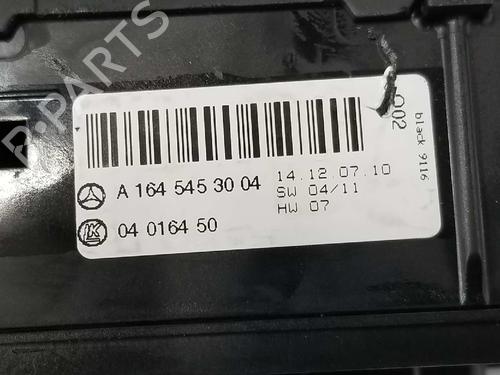 B-PARTS
A 164 545 30 04
14.12.07.10
SW 04/11
HW 07
K
04 0164 50
Q02
black 9116